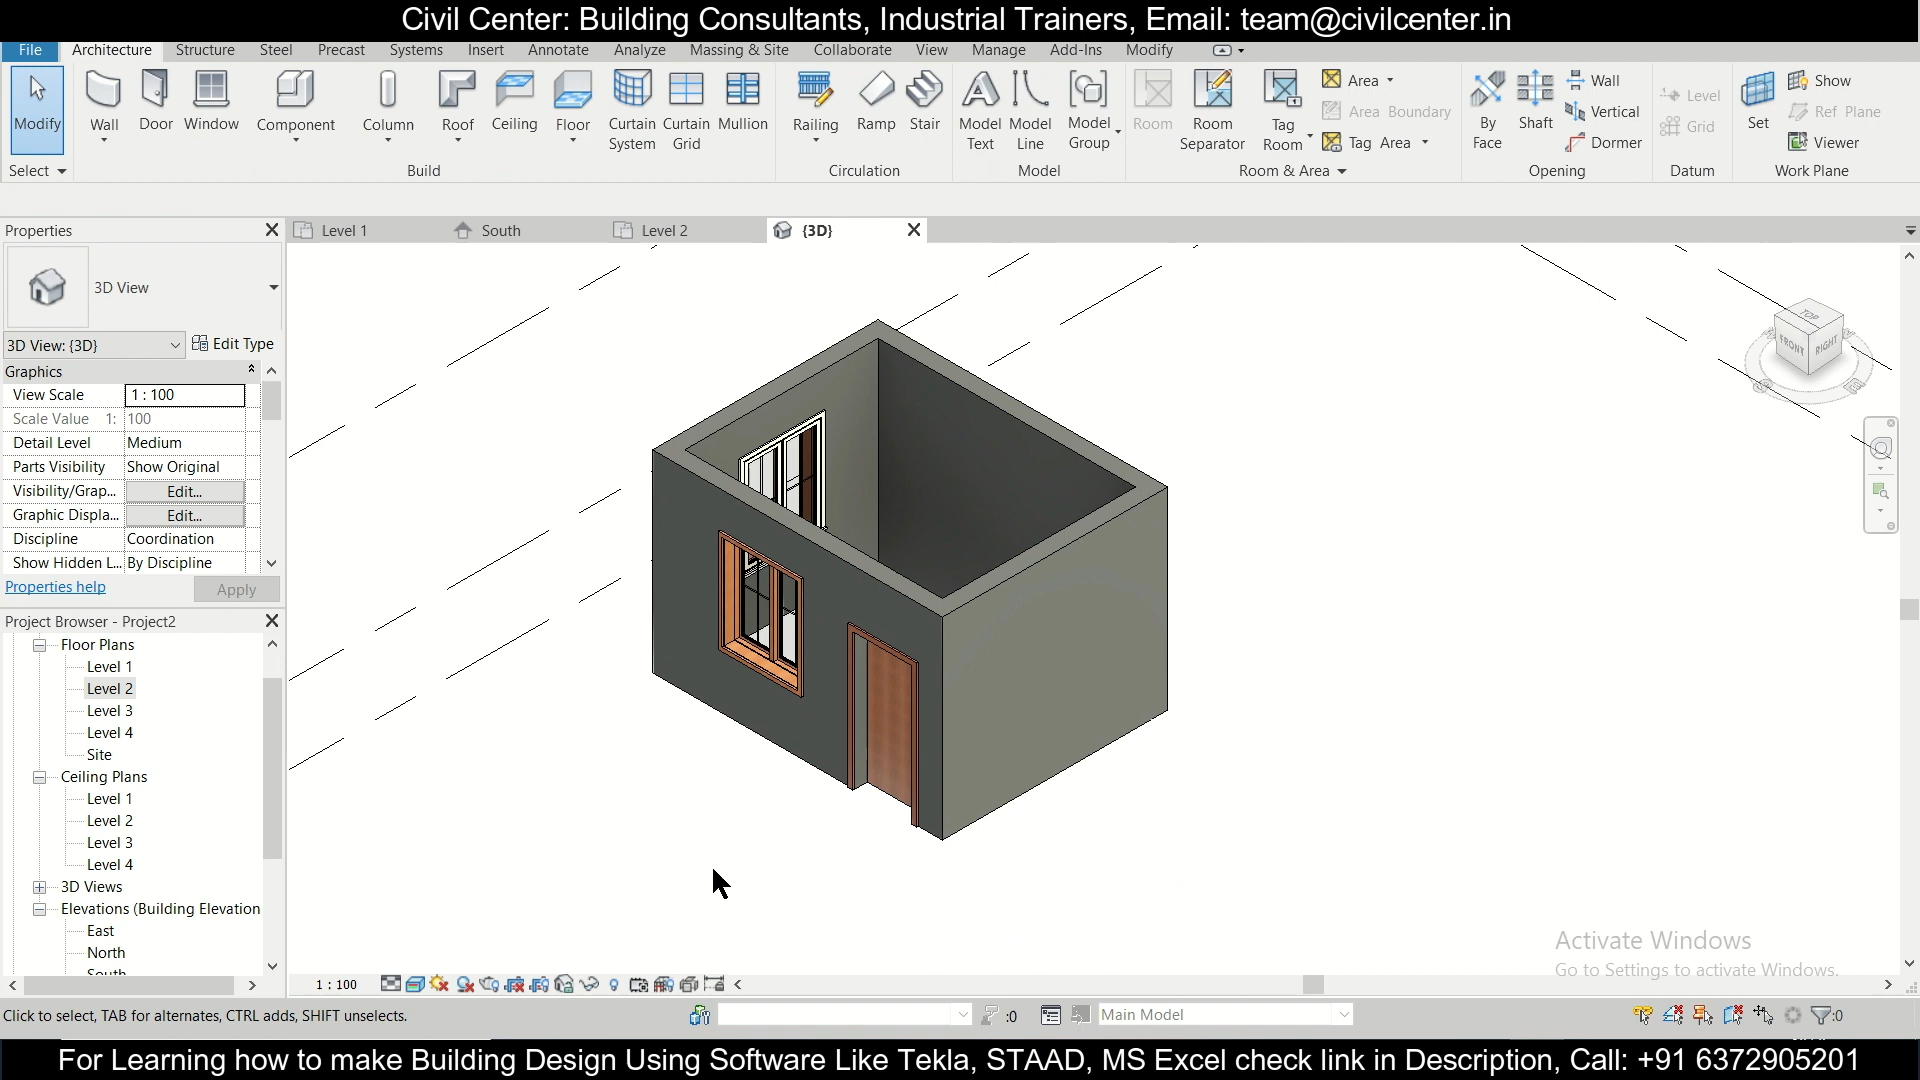 Civil Center: Building Consultants, Industrial Trainers, Email: team@civilcenter.in
File Architecture Structure Steel Precast Systems Insert Annotate Analyze Massing & Site Collaborate View Manage Add-Ins Modify
Modify Wall Door Window Component Column Roof Ceiling Floor Curtain System Curtain Grid Mullion Railing Ramp Stair Model Text Model Line Model Group Room Room Separator Tag Room Area Area Boundary Tag Area By Face Shaft Wall Vertical Dormer Level Grid Set Show Ref Plane Viewer
Select Build Circulation Model Room & Area Opening Datum Work Plane
Properties
Level 1 South Level 2 {3D}
3D View
3D View: {3D} Edit Type
Graphics
View Scale 1 : 100
Scale Value 1: 100
Detail Level Medium
Parts Visibility Show Original
Visibility/Grap... Edit...
Graphic Displa... Edit...
Discipline Coordination
Show Hidden L... By Discipline
Properties help Apply
TOP
FRONT RIGHT
Project Browser - Project2
Floor Plans
Level 1
Level 2
Level 3
Level 4
Site
Ceiling Plans
Level 1
Level 2
Level 3
Level 4
3D Views
Elevations (Building Elevation
East
North
South
Activate Windows
Go to Settings to activate Windows.
1 : 100
Click to select, TAB for alternates, CTRL adds, SHIFT unselects. :0 Main Model :0
For Learning how to make Building Design Using Software Like Tekla, STAAD, MS Excel check link in Description, Call: +91 6372905201